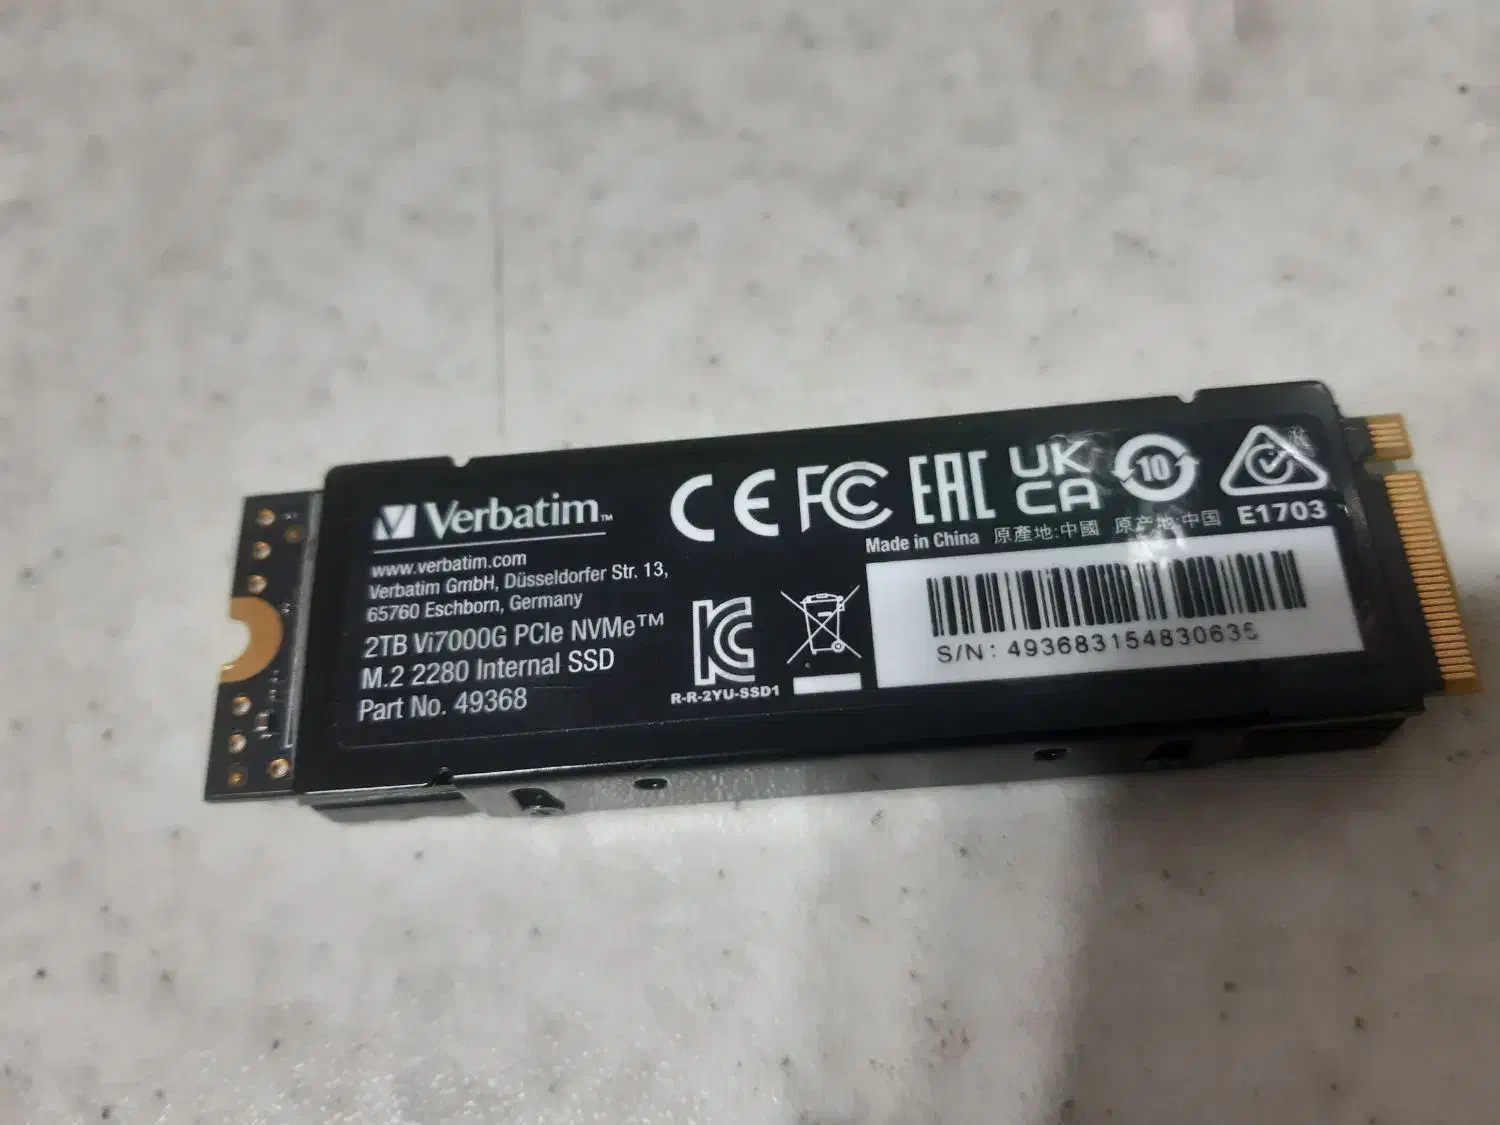 Verbatim™
www.verbatim.com
Verbatim GmbH, Düsseldorfer Str. 13,
65760 Eschborn, Germany
2TB Vi7000G PCIe NVMe™
M.2 2280 Internal SSD
Part No. 49368
CE FC EAC UK CA 10
E1703
Made in China 原產地:中國 原产地:中国
R-R-2YU-SSD1
S/N: 493683154830635